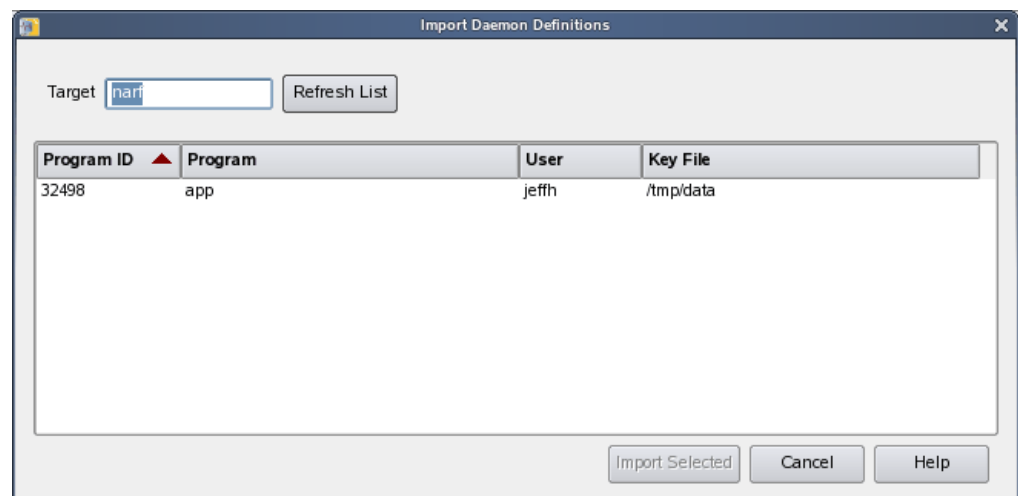 Import Daemon Definitions
Target narf Refresh List
Program ID Program User Key File
32498 app jeffh /tmp/data
Import Selected Cancel Help